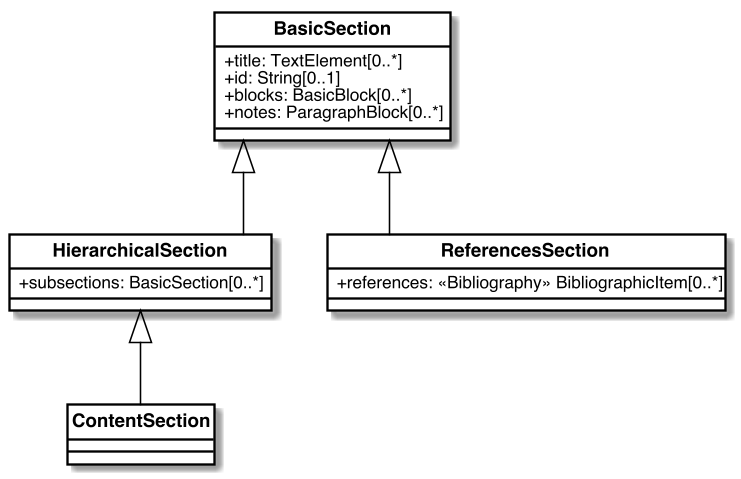 BasicSection
+title: TextElement[0..*]
+id: String[0..1]
+blocks: BasicBlock[0..*]
+notes: ParagraphBlock[0..*]
HierarchicalSection
+subsections: BasicSection[0..*]
ReferencesSection
+references: «Bibliography» BibliographicItem[0..*]
ContentSection